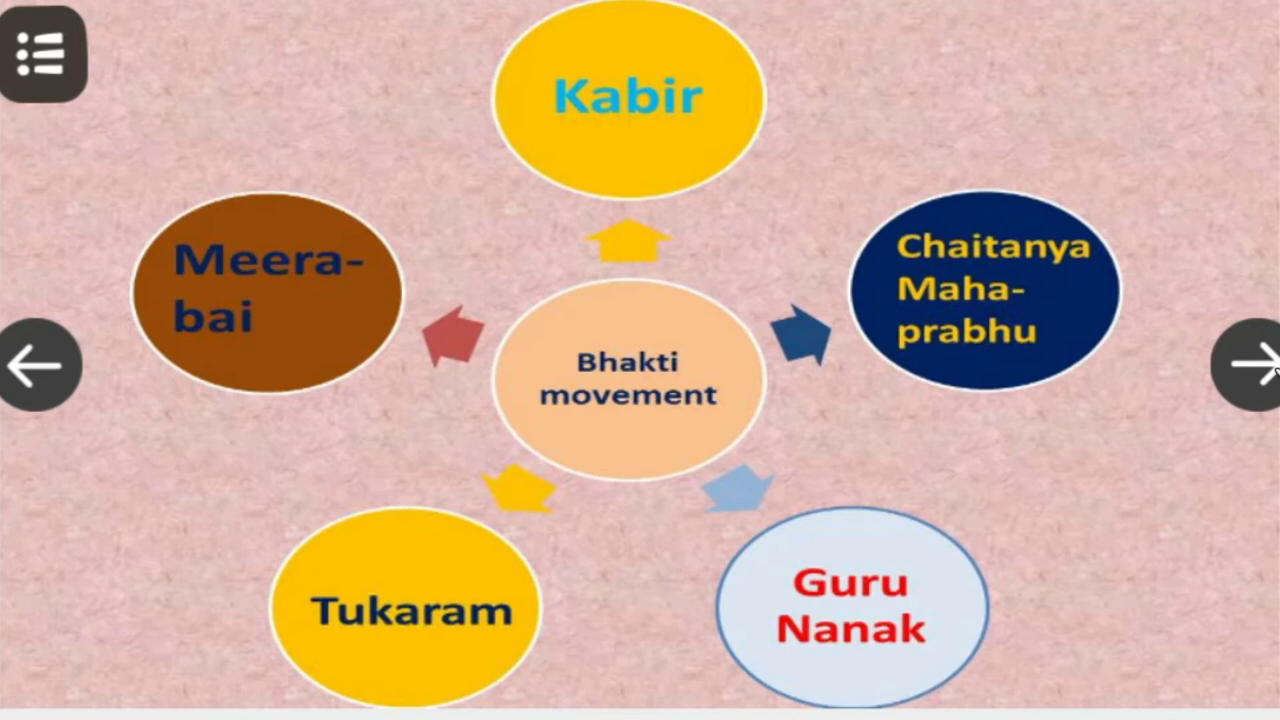 Kabir
Meera-
bai
Chaitanya
Maha-
prabhu
Bhakti
movement
Tukaram
Guru
Nanak